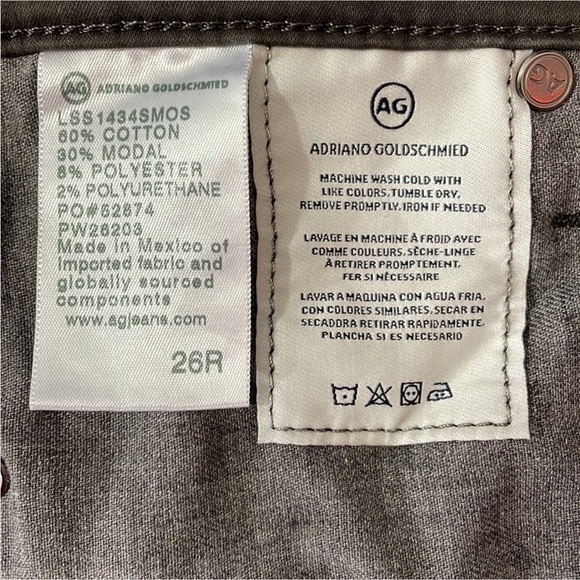 AG ADRIANO GOLDSCHMIED
LSS1434SMOS
60% COTTON
30% MODAL
8% POLYESTER
2% POLYURETHANE
PO#52874
PW26203
Made in Mexico of
imported fabric and
globally sourced
components
www.agjeans.com
26R
AG
ADRIANO GOLDSCHMIED
MACHINE WASH COLD WITH
LIKE COLORS. TUMBLE DRY.
REMOVE PROMPTLY. IRON IF NEEDED
LAVAGE EN MACHINE À FROID AVEC
COMME COULEURS. SÈCHE-LINGE
À RETIRER PROMPTEMENT.
FER SI NÉCESSAIRE
LAVAR A MAQUINA CON AGUA FRIA.
CON COLORES SIMILARES. SECAR EN
SECADORA RETIRAR RAPIDAMENTE.
PLANCHA SI ES NECESARIO
AG